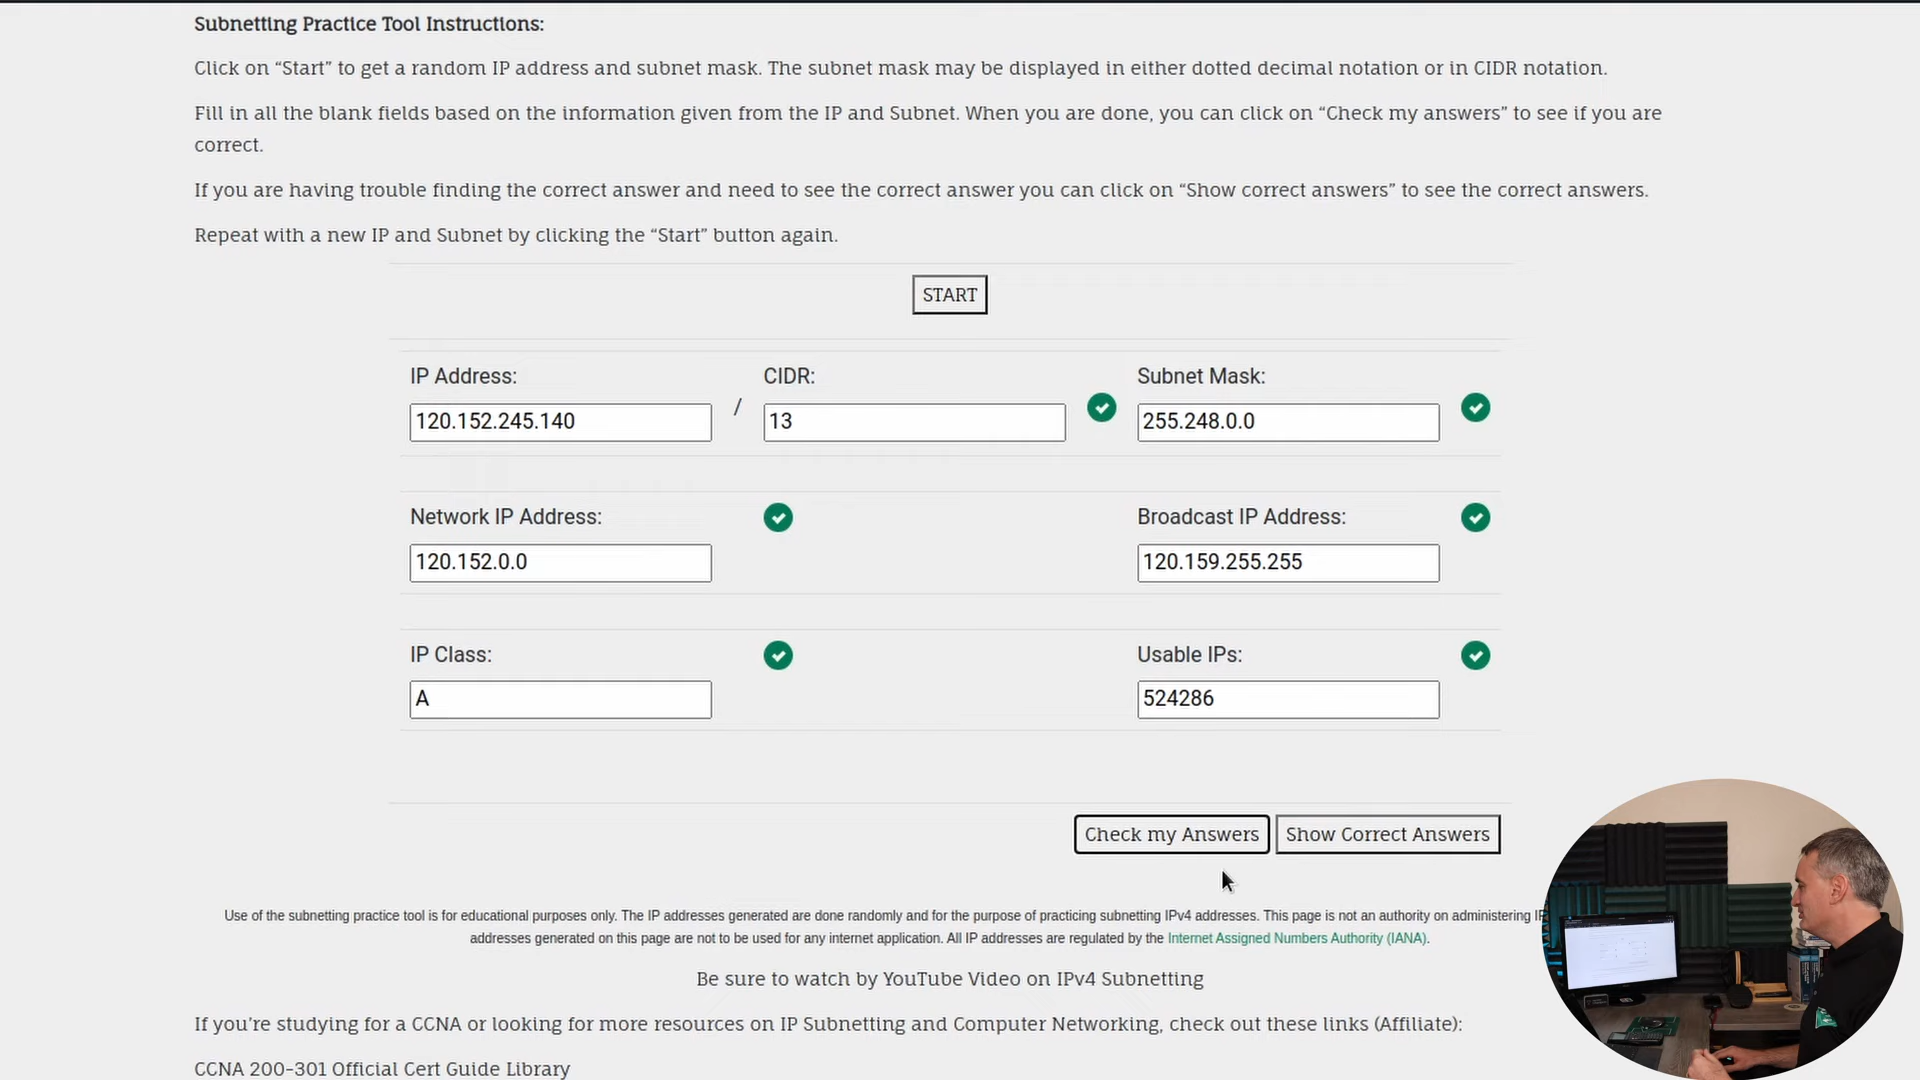 Subnetting Practice Tool Instructions:
Click on “Start” to get a random IP address and subnet mask. The subnet mask may be displayed in either dotted decimal notation or in CIDR notation.
Fill in all the blank fields based on the information given from the IP and Subnet. When you are done, you can click on “Check my answers” to see if you are
correct.
If you are having trouble finding the correct answer and need to see the correct answer you can click on “Show correct answers” to see the correct answers.
Repeat with a new IP and Subnet by clicking the “Start” button again.
START
IP Address: CIDR: Subnet Mask:
120.152.245.140 / 13 255.248.0.0
Network IP Address: Broadcast IP Address:
120.152.0.0 120.159.255.255
IP Class: Usable IPs:
A 524286
Check my Answers Show Correct Answers
Use of the subnetting practice tool is for educational purposes only. The IP addresses generated are done randomly and for the purpose of practicing subnetting IPv4 addresses. This page is not an authority on administering
addresses generated on this page are not to be used for any internet application. All IP addresses are regulated by the Internet Assigned Numbers Authority (IANA).
Be sure to watch by YouTube Video on IPv4 Subnetting
If you’re studying for a CCNA or looking for more resources on IP Subnetting and Computer Networking, check out these links (Affiliate):
CCNA 200-301 Official Cert Guide Library